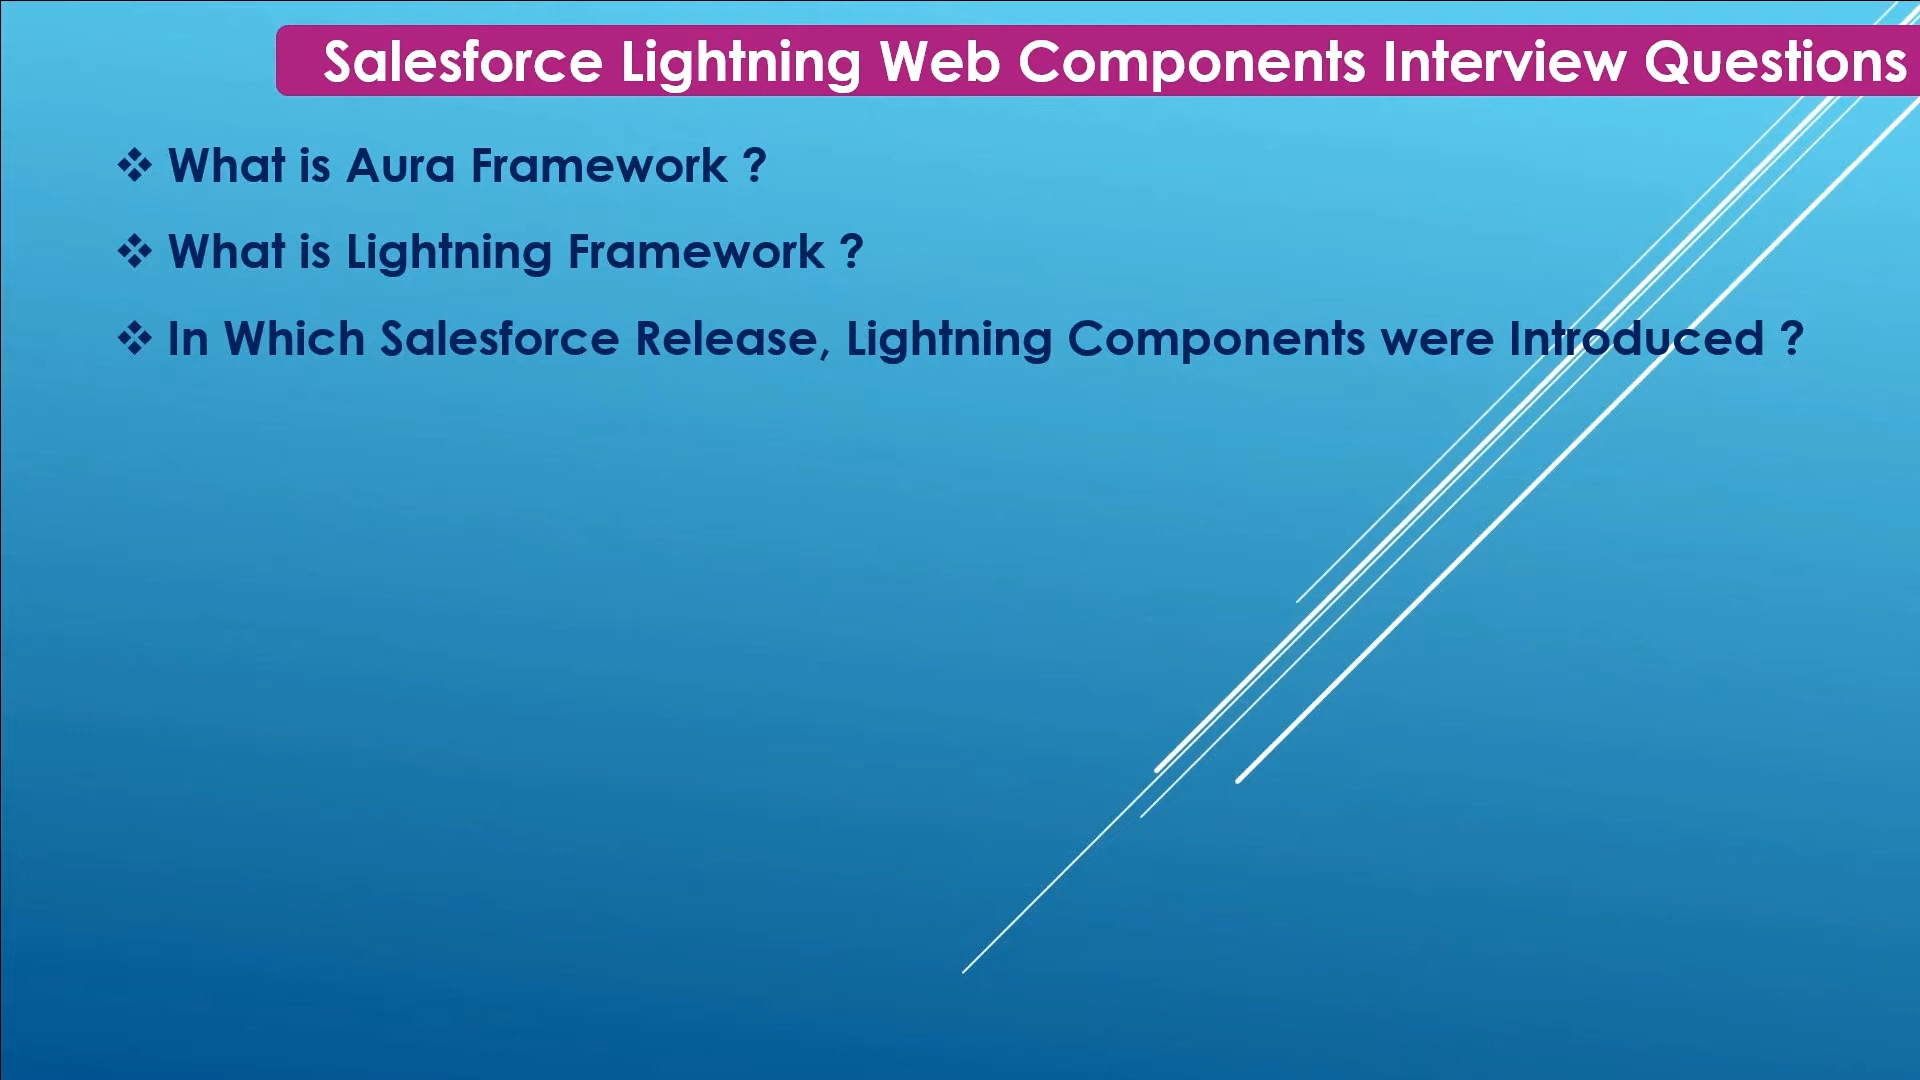 Salesforce Lightning Web Components Interview Questions
❖ What is Aura Framework ?
❖ What is Lightning Framework ?
❖ In Which Salesforce Release, Lightning Components were Introduced ?